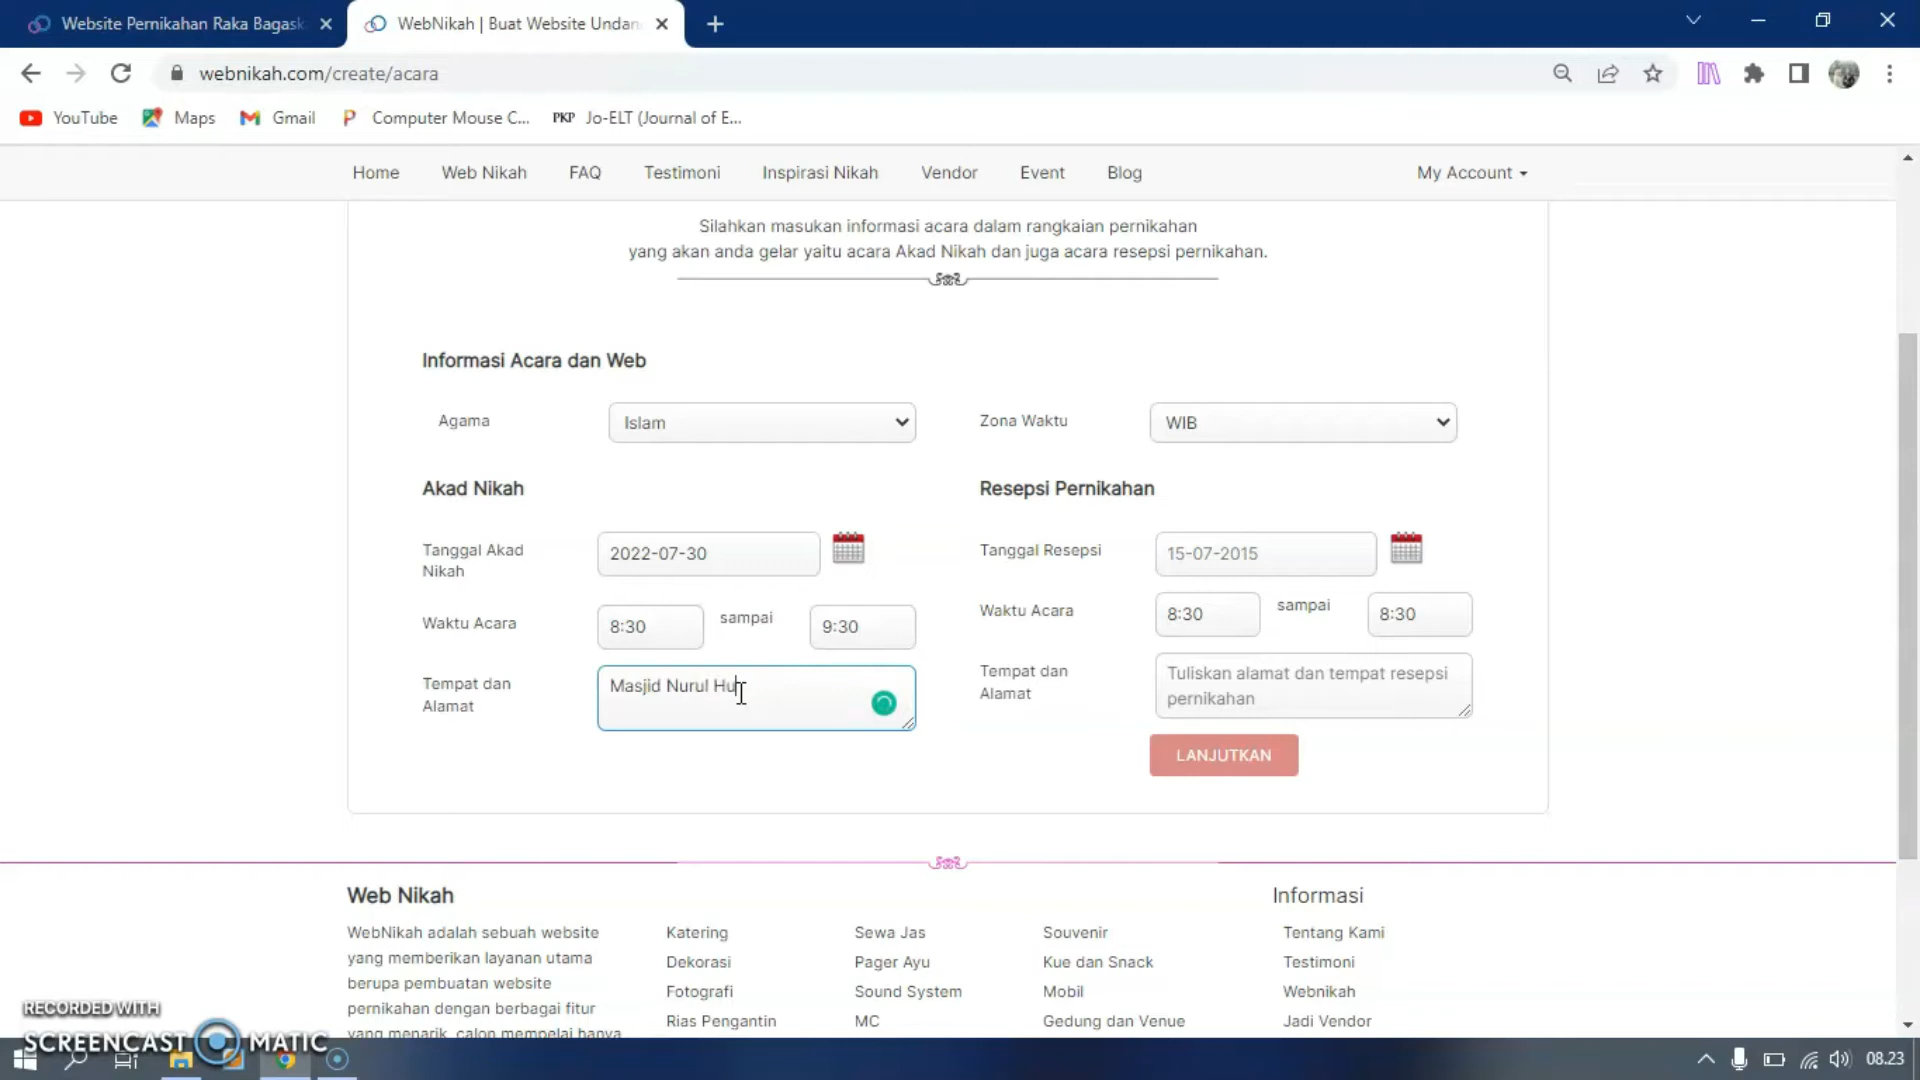 Website Pernikahan Raka Bagask
WebNikah | Buat Website Undan
webnikah.com/create/acara
YouTube
Maps
Gmail
Computer Mouse C...
PKP Jo-ELT (Journal of E...
Home
Web Nikah
FAQ
Testimoni
Inspirasi Nikah
Vendor
Event
Blog
My Account
Silahkan masukan informasi acara dalam rangkaian pernikahan
yang akan anda gelar yaitu acara Akad Nikah dan juga acara resepsi pernikahan.
Informasi Acara dan Web
Agama
Islam
Zona Waktu
WIB
Akad Nikah
Resepsi Pernikahan
Tanggal Akad
Nikah
2022-07-30
Tanggal Resepsi
15-07-2015
Waktu Acara
8:30
sampai
9:30
Waktu Acara
8:30
sampai
8:30
Tempat dan
Alamat
Masjid Nurul Hu
Tempat dan
Alamat
Tuliskan alamat dan tempat resepsi
pernikahan
LANJUTKAN
Web Nikah
Informasi
WebNikah adalah sebuah website
yang memberikan layanan utama
berupa pembuatan website
pernikahan dengan berbagai fitur
yang menarik, calon mempelai hanya
Katering
Dekorasi
Fotografi
Rias Pengantin
Sewa Jas
Pager Ayu
Sound System
MC
Souvenir
Kue dan Snack
Mobil
Gedung dan Venue
Tentang Kami
Testimoni
Webnikah
Jadi Vendor
RECORDED WITH
SCREENCAST MATIC
08.23